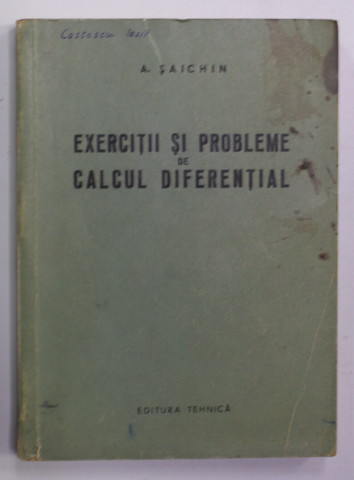 A. ŞAICHIN
EXERCIŢII ŞI PROBLEME
DE
CALCUL DIFERENŢIAL
EDITURA TEHNICĂ